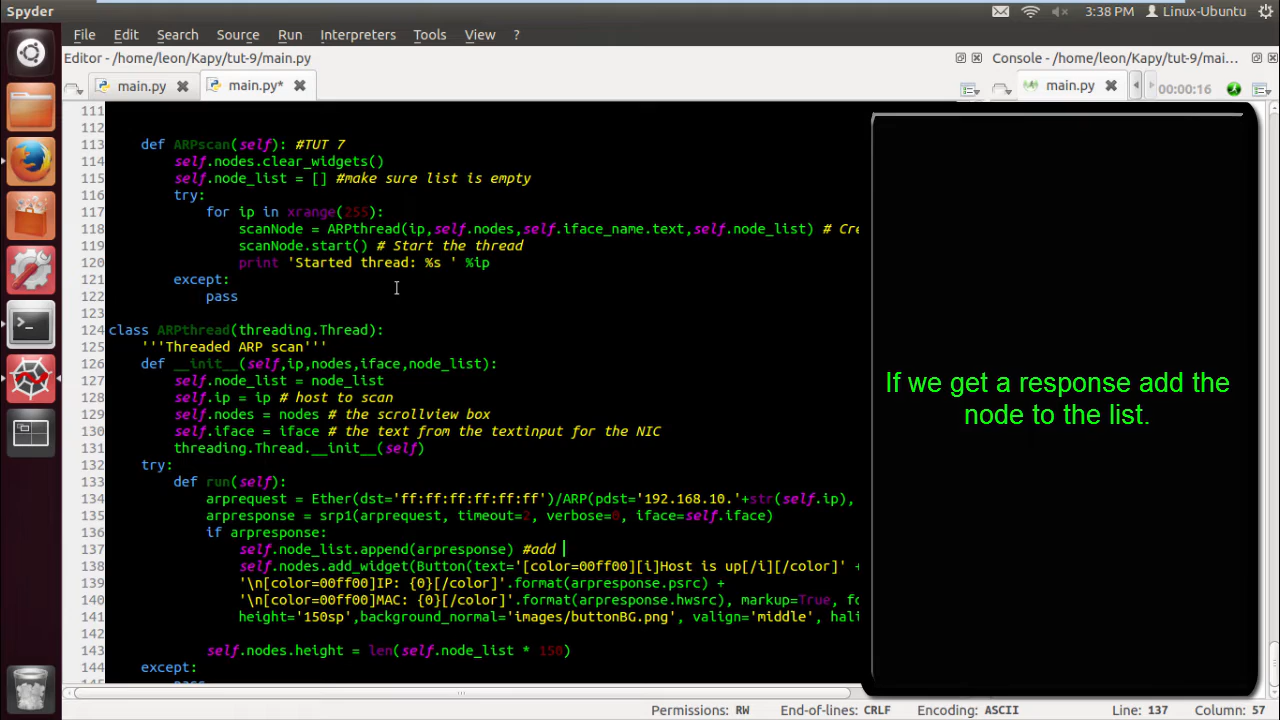 Spyder
3:38 PM
Linux-Ubuntu
File Edit Search Source Run Interpreters Tools View ?
Editor - /home/leon/Kapy/tut-9/main.py
Console - /home/leon/Kapy/tut-9/mai...
main.py
main.py*
main.py
00:00:16
111
112
113 def ARPscan(self): #TUT 7
114 self.nodes.clear_widgets()
115 self.node_list = [] #make sure list is empty
116 try:
117 for ip in xrange(255):
118 scanNode = ARPthread(ip,self.nodes,self.iface_name.text,self.node_list) # Cre
119 scanNode.start() # Start the thread
120 print 'Started thread: %s ' %ip
121 except:
122 pass
123
124 class ARPthread(threading.Thread):
125 '''Threaded ARP scan'''
126 def __init__(self,ip,nodes,iface,node_list):
127 self.node_list = node_list
128 self.ip = ip # host to scan
129 self.nodes = nodes # the scrollview box
130 self.iface = iface # the text from the textinput for the NIC
131 threading.Thread.__init__(self)
132 try:
133 def run(self):
134 arprequest = Ether(dst='ff:ff:ff:ff:ff:ff')/ARP(pdst='192.168.10.'+str(self.ip),
135 arpresponse = srp1(arprequest, timeout=2, verbose=0, iface=self.iface)
136 if arpresponse:
137 self.node_list.append(arpresponse) #add
138 self.nodes.add_widget(Button(text='[color=00ff00][i]Host is up[/i][/color]' +
139 '\n[color=00ff00]IP: {0}[/color]'.format(arpresponse.psrc) +
140 '\n[color=00ff00]MAC: {0}[/color]'.format(arpresponse.hwsrc), markup=True, fo
141 height='150sp',background_normal='images/buttonBG.png', valign='middle', hali
142
143 self.nodes.height = len(self.node_list * 150)
144 except:
If we get a response add the
node to the list.
Permissions: RW End-of-lines: CRLF Encoding: ASCII Line: 137 Column: 57